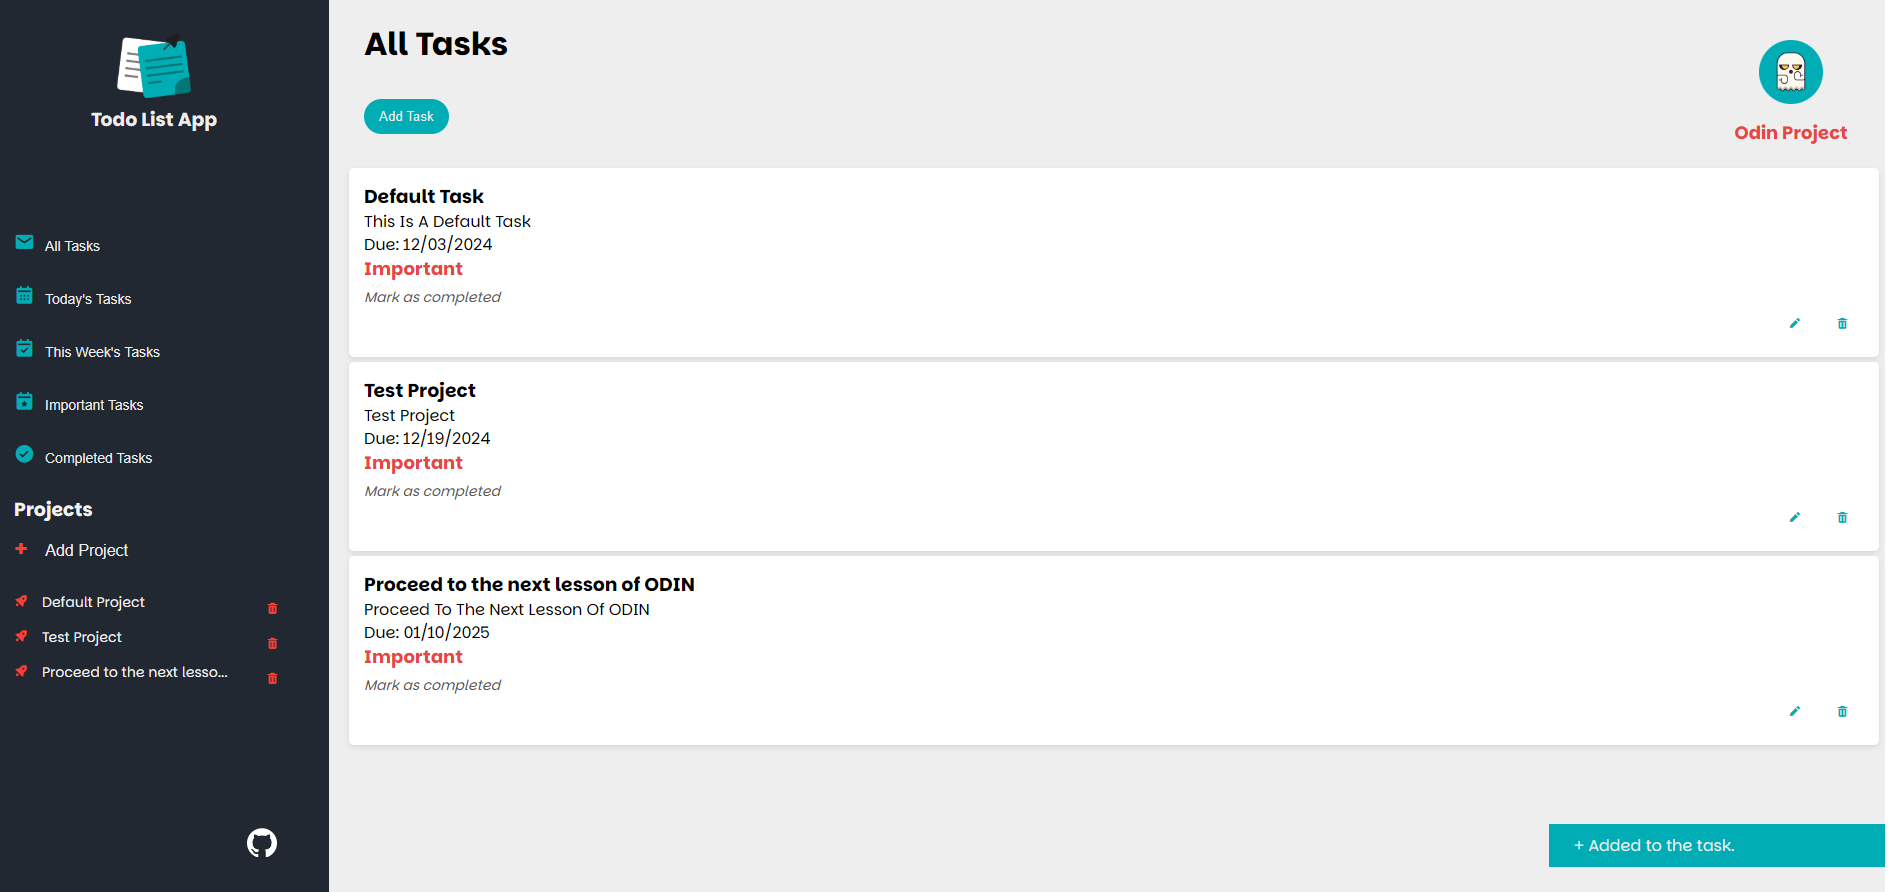 Todo List App
All Tasks
Today's Tasks
This Week's Tasks
Important Tasks
Completed Tasks
Projects
Add Project
Default Project
Test Project
Proceed to the next lesso...
All Tasks
Add Task
Odin Project
Default Task
This Is A Default Task
Due: 12/03/2024
Important
Mark as completed
Test Project
Test Project
Due: 12/19/2024
Important
Mark as completed
Proceed to the next lesson of ODIN
Proceed To The Next Lesson Of ODIN
Due: 01/10/2025
Important
Mark as completed
+ Added to the task.